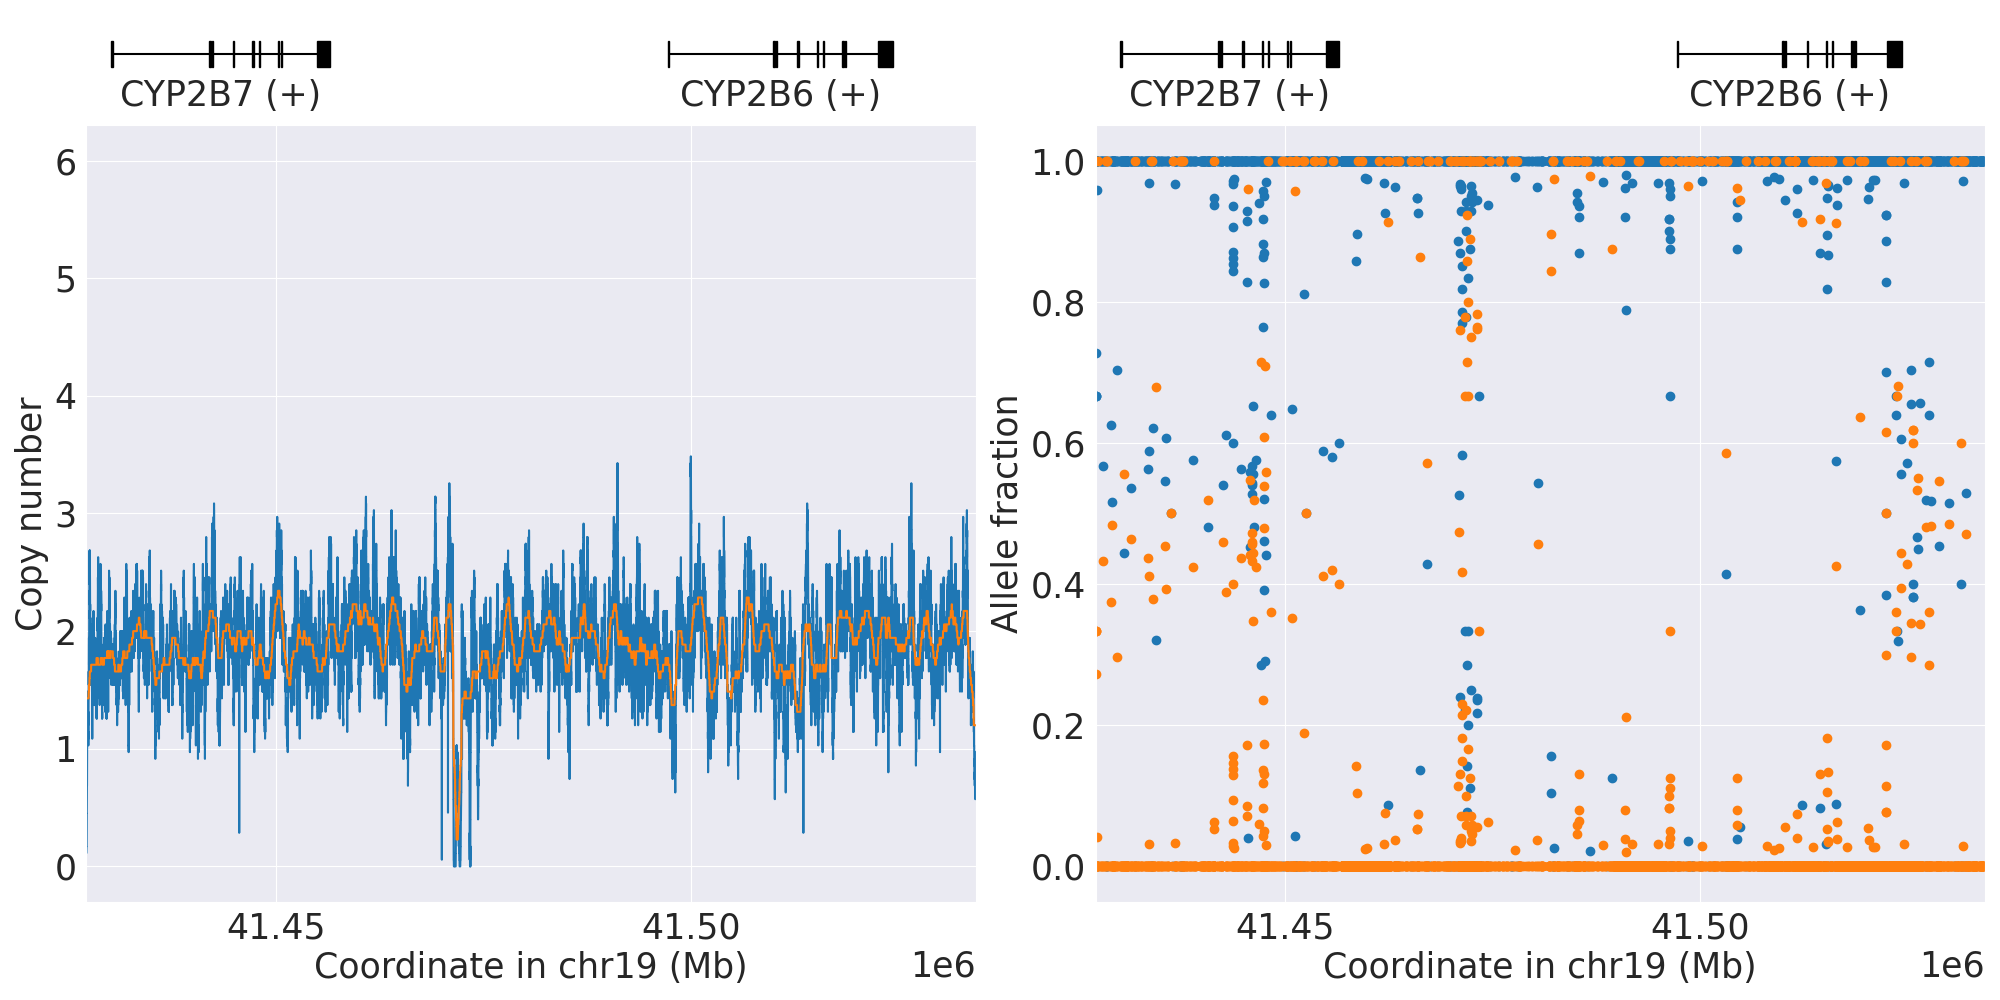 CYP2B7 (+)
CYP2B6 (+)
CYP2B7 (+)
CYP2B6 (+)
6
5
4
3
2
1
0
Copy number
41.45
41.50
Coordinate in chr19 (Mb)
1e6
1.0
0.8
0.6
0.4
0.2
0.0
Allele fraction
41.45
41.50
Coordinate in chr19 (Mb)
1e6